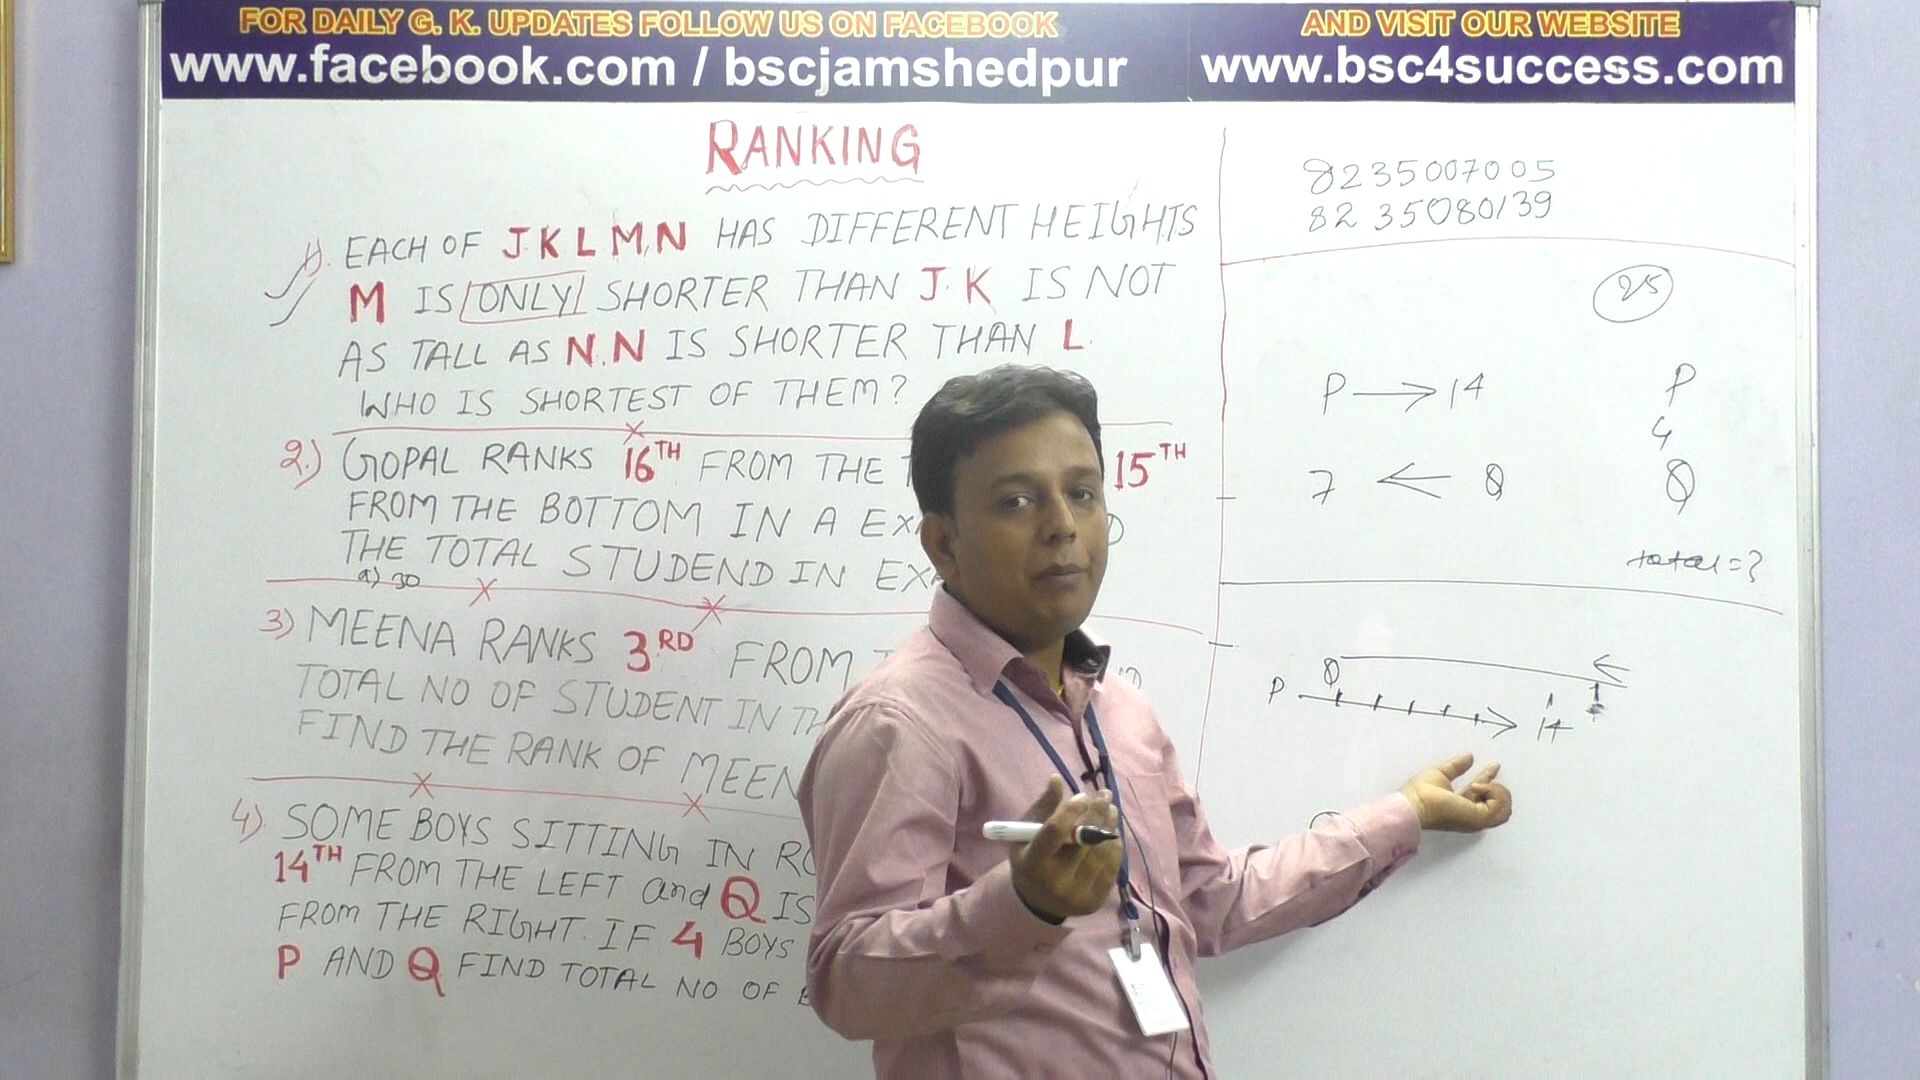 FOR DAILY G. K. UPDATES FOLLOW US ON FACEBOOK
www.facebook.com / bscjamshedpur
AND VISIT OUR WEBSITE
www.bsc4success.com
RANKING
1) EACH OF J.K L M,N HAS DIFFERENT HEIGHTS
M IS ONLY SHORTER THAN J. K IS NOT
AS TALL AS N. N IS SHORTER THAN L.
WHO IS SHORTEST OF THEM?
2.) GOPAL RANKS 16TH FROM THE 15TH
FROM THE BOTTOM IN A
THE TOTAL STUDEND IN
a) 30
3) MEENA RANKS 3RD FROM
TOTAL NO OF STUDENT IN
FIND THE RANK OF
4) SOME BOYS SITTING IN
14TH FROM THE LEFT and Q IS
FROM THE RIGHT. IF 4 BOYS
P AND Q FIND TOTAL NO OF
8235007005
8235080139
25
P → 14
P
4
7 ← Q
Q
total = ?
Q ←
P → 14